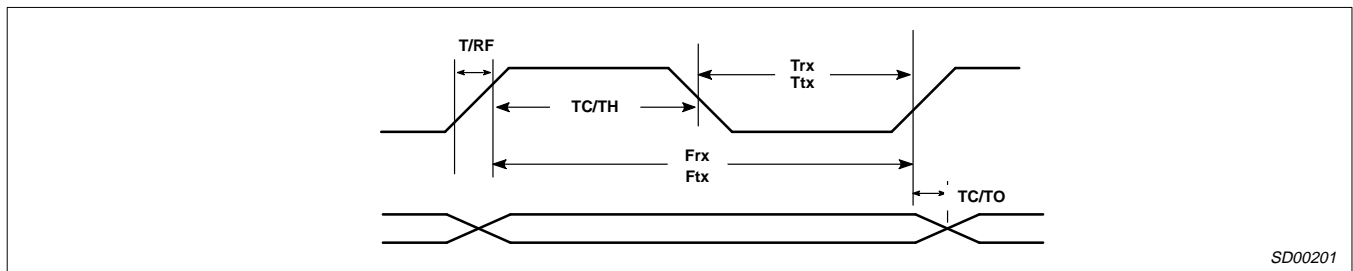 T/RF
Trx
Ttx
TC/TH
Frx
Ftx
TC/TO
SD00201